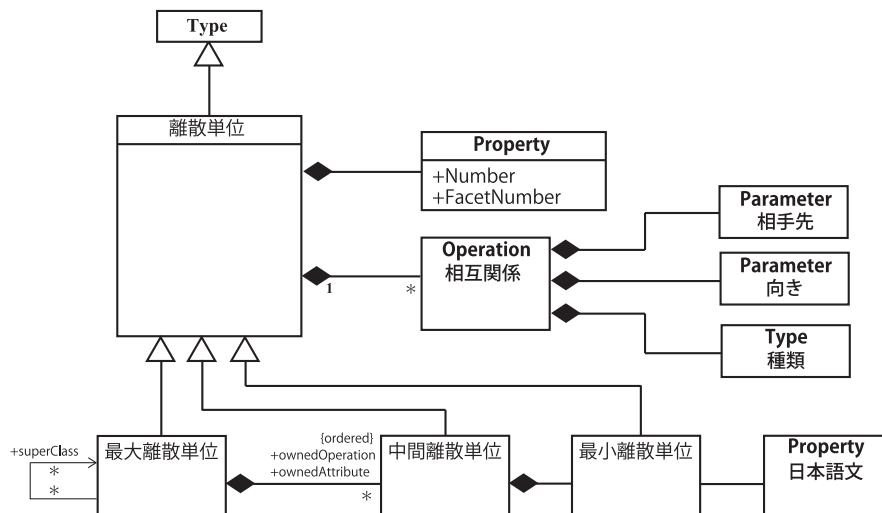 Type
離散単位
Property
+Number
+FacetNumber
Parameter
相手先
Operation
相互関係
1
*
Parameter
向き
Type
種類
+superClass
*
*
最大離散単位
{ordered}
+ownedOperation
+ownedAttribute
*
中間離散単位
最小離散単位
Property
日本語文